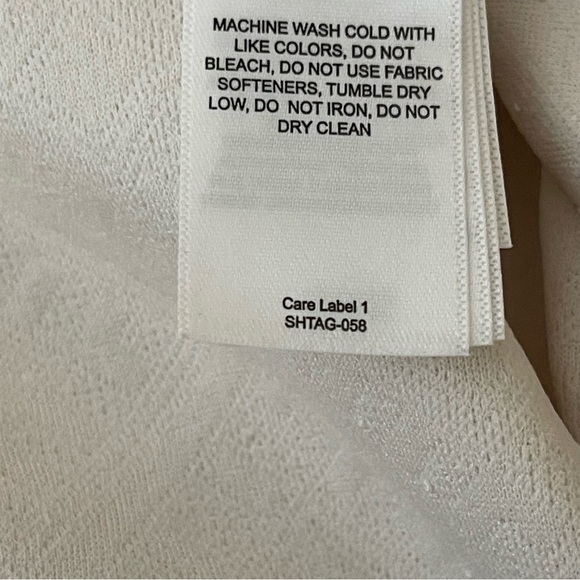 MACHINE WASH COLD WITH
LIKE COLORS, DO NOT
BLEACH, DO NOT USE FABRIC
SOFTENERS, TUMBLE DRY
LOW, DO NOT IRON, DO NOT
DRY CLEAN
Care Label 1
SHTAG-058